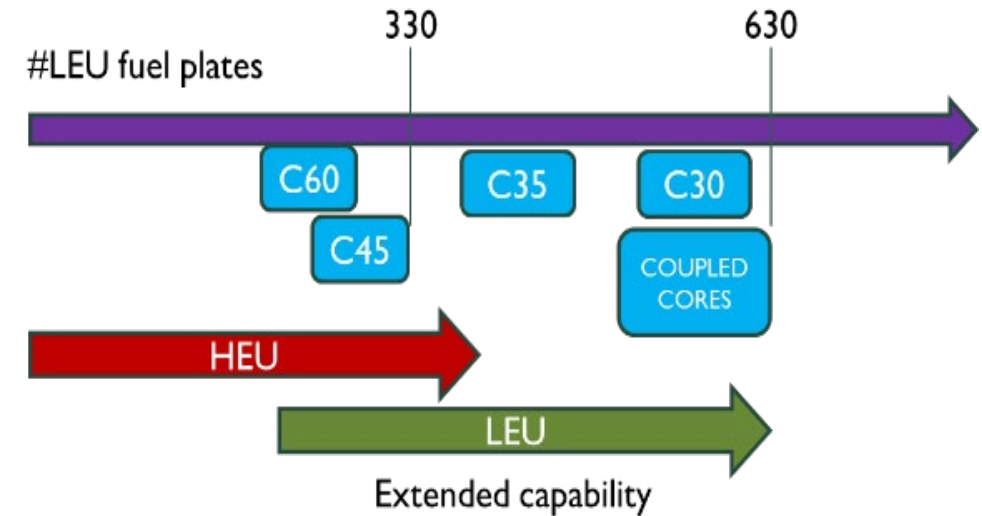 330
630
#LEU fuel plates
C60
C35
C30
C45
COUPLED
CORES
HEU
LEU
Extended capability